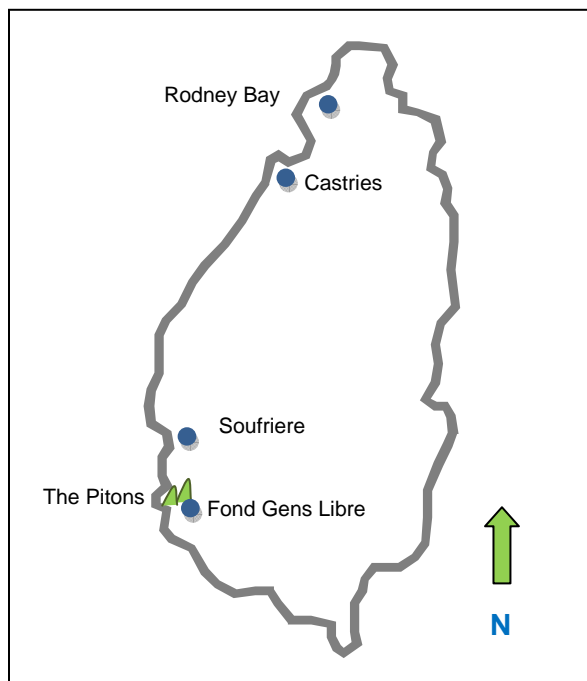 Rodney Bay
Castries
Soufriere
The Pitons
Fond Gens Libre
N